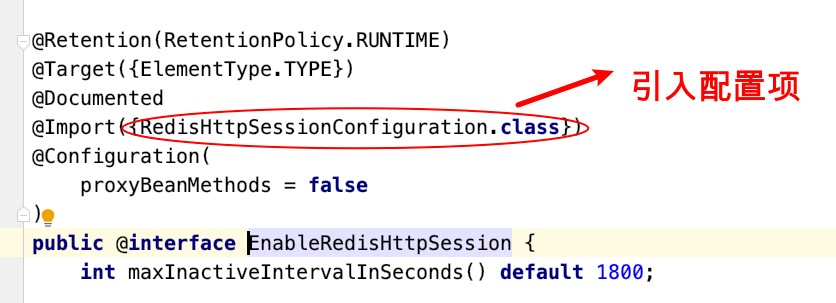 @Retention(RetentionPolicy.RUNTIME)
@Target({ElementType.TYPE})
@Documented
引入配置项
@Import({RedisHttpSessionConfiguration.class})
@Configuration(
    proxyBeanMethods = false
)
public @interface EnableRedisHttpSession {
    int maxInactiveIntervalInSeconds() default 1800;